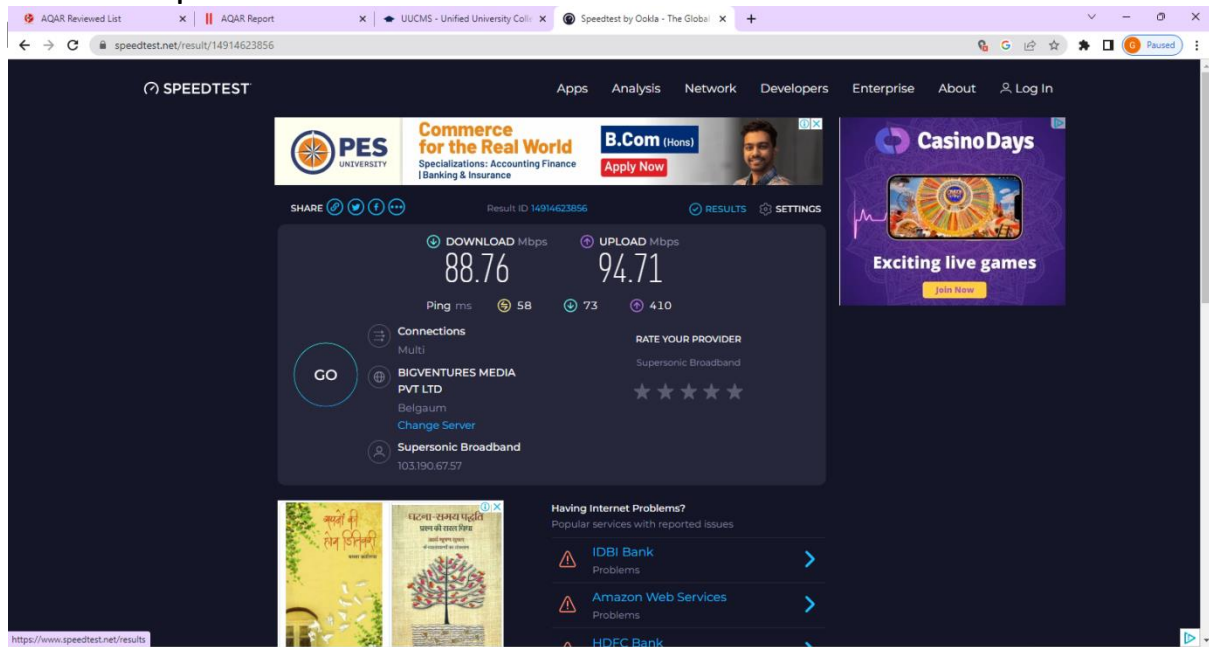 AQAR Reviewed List
AQAR Report
UUCMS - Unified University Colle
Speedtest by Ookla - The Global
speedtest.net/result/14914623856
G
Paused
SPEEDTEST
Apps Analysis Network Developers Enterprise About Log In
PES
UNIVERSITY
Commerce
for the Real World
Specializations: Accounting Finance
| Banking & Insurance
B.Com (Hons)
Apply Now
CasinoDays
Exciting live games
Join Now
SHARE
Result ID 14914623856
RESULTS SETTINGS
DOWNLOAD Mbps UPLOAD Mbps
88.76 94.71
Ping ms 58 73 410
GO
Connections
Multi
BIGVENTURES MEDIA
PVT LTD
Belgaum
Change Server
Supersonic Broadband
103.190.67.57
RATE YOUR PROVIDER
Supersonic Broadband
घटना-समय पद्धति
Having Internet Problems?
Popular services with reported issues
IDBI Bank
Problems
Amazon Web Services
Problems
HDFC Bank
https://www.speedtest.net/results